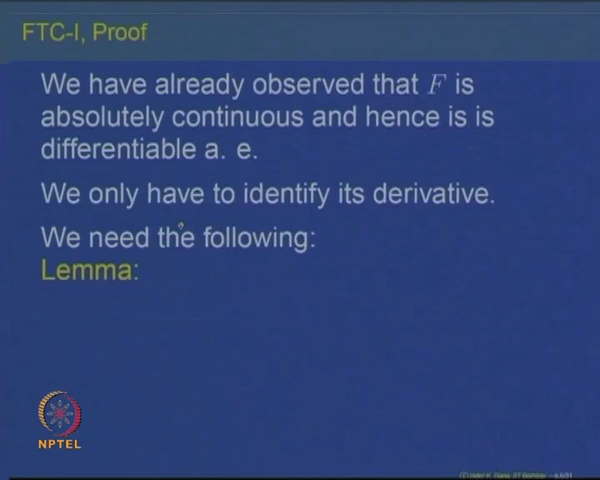 FTC-I, Proof
We have already observed that F is
absolutely continuous and hence is is
differentiable a. e.
We only have to identify its derivative.
We need the following:
Lemma:
NPTEL